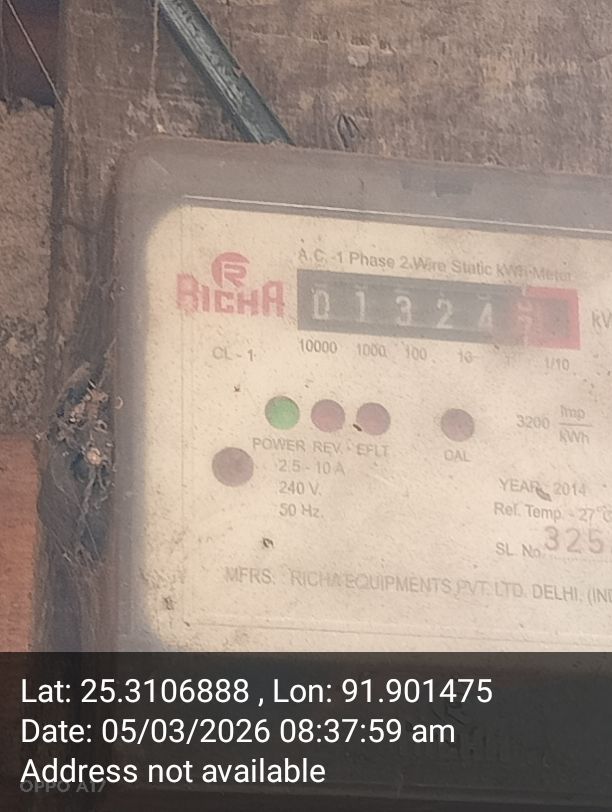 A.C. -1 Phase 2 Wire Static kWh Meter
RICHA
0 1 3 2 4
CL - 1
10000 1000 100 10 1 1/10
3200 Imp
kWh
POWER REV. EFLT CAL
2.5 - 10 A
240 V.
50 Hz.
YEAR - 2014
Ref. Temp. - 27°C
SL. No. 325
MFRS. RICHA EQUIPMENTS PVT. LTD. DELHI.
Lat: 25.3106888 , Lon: 91.901475
Date: 05/03/2026 08:37:59 am
Address not available
OPPO A17